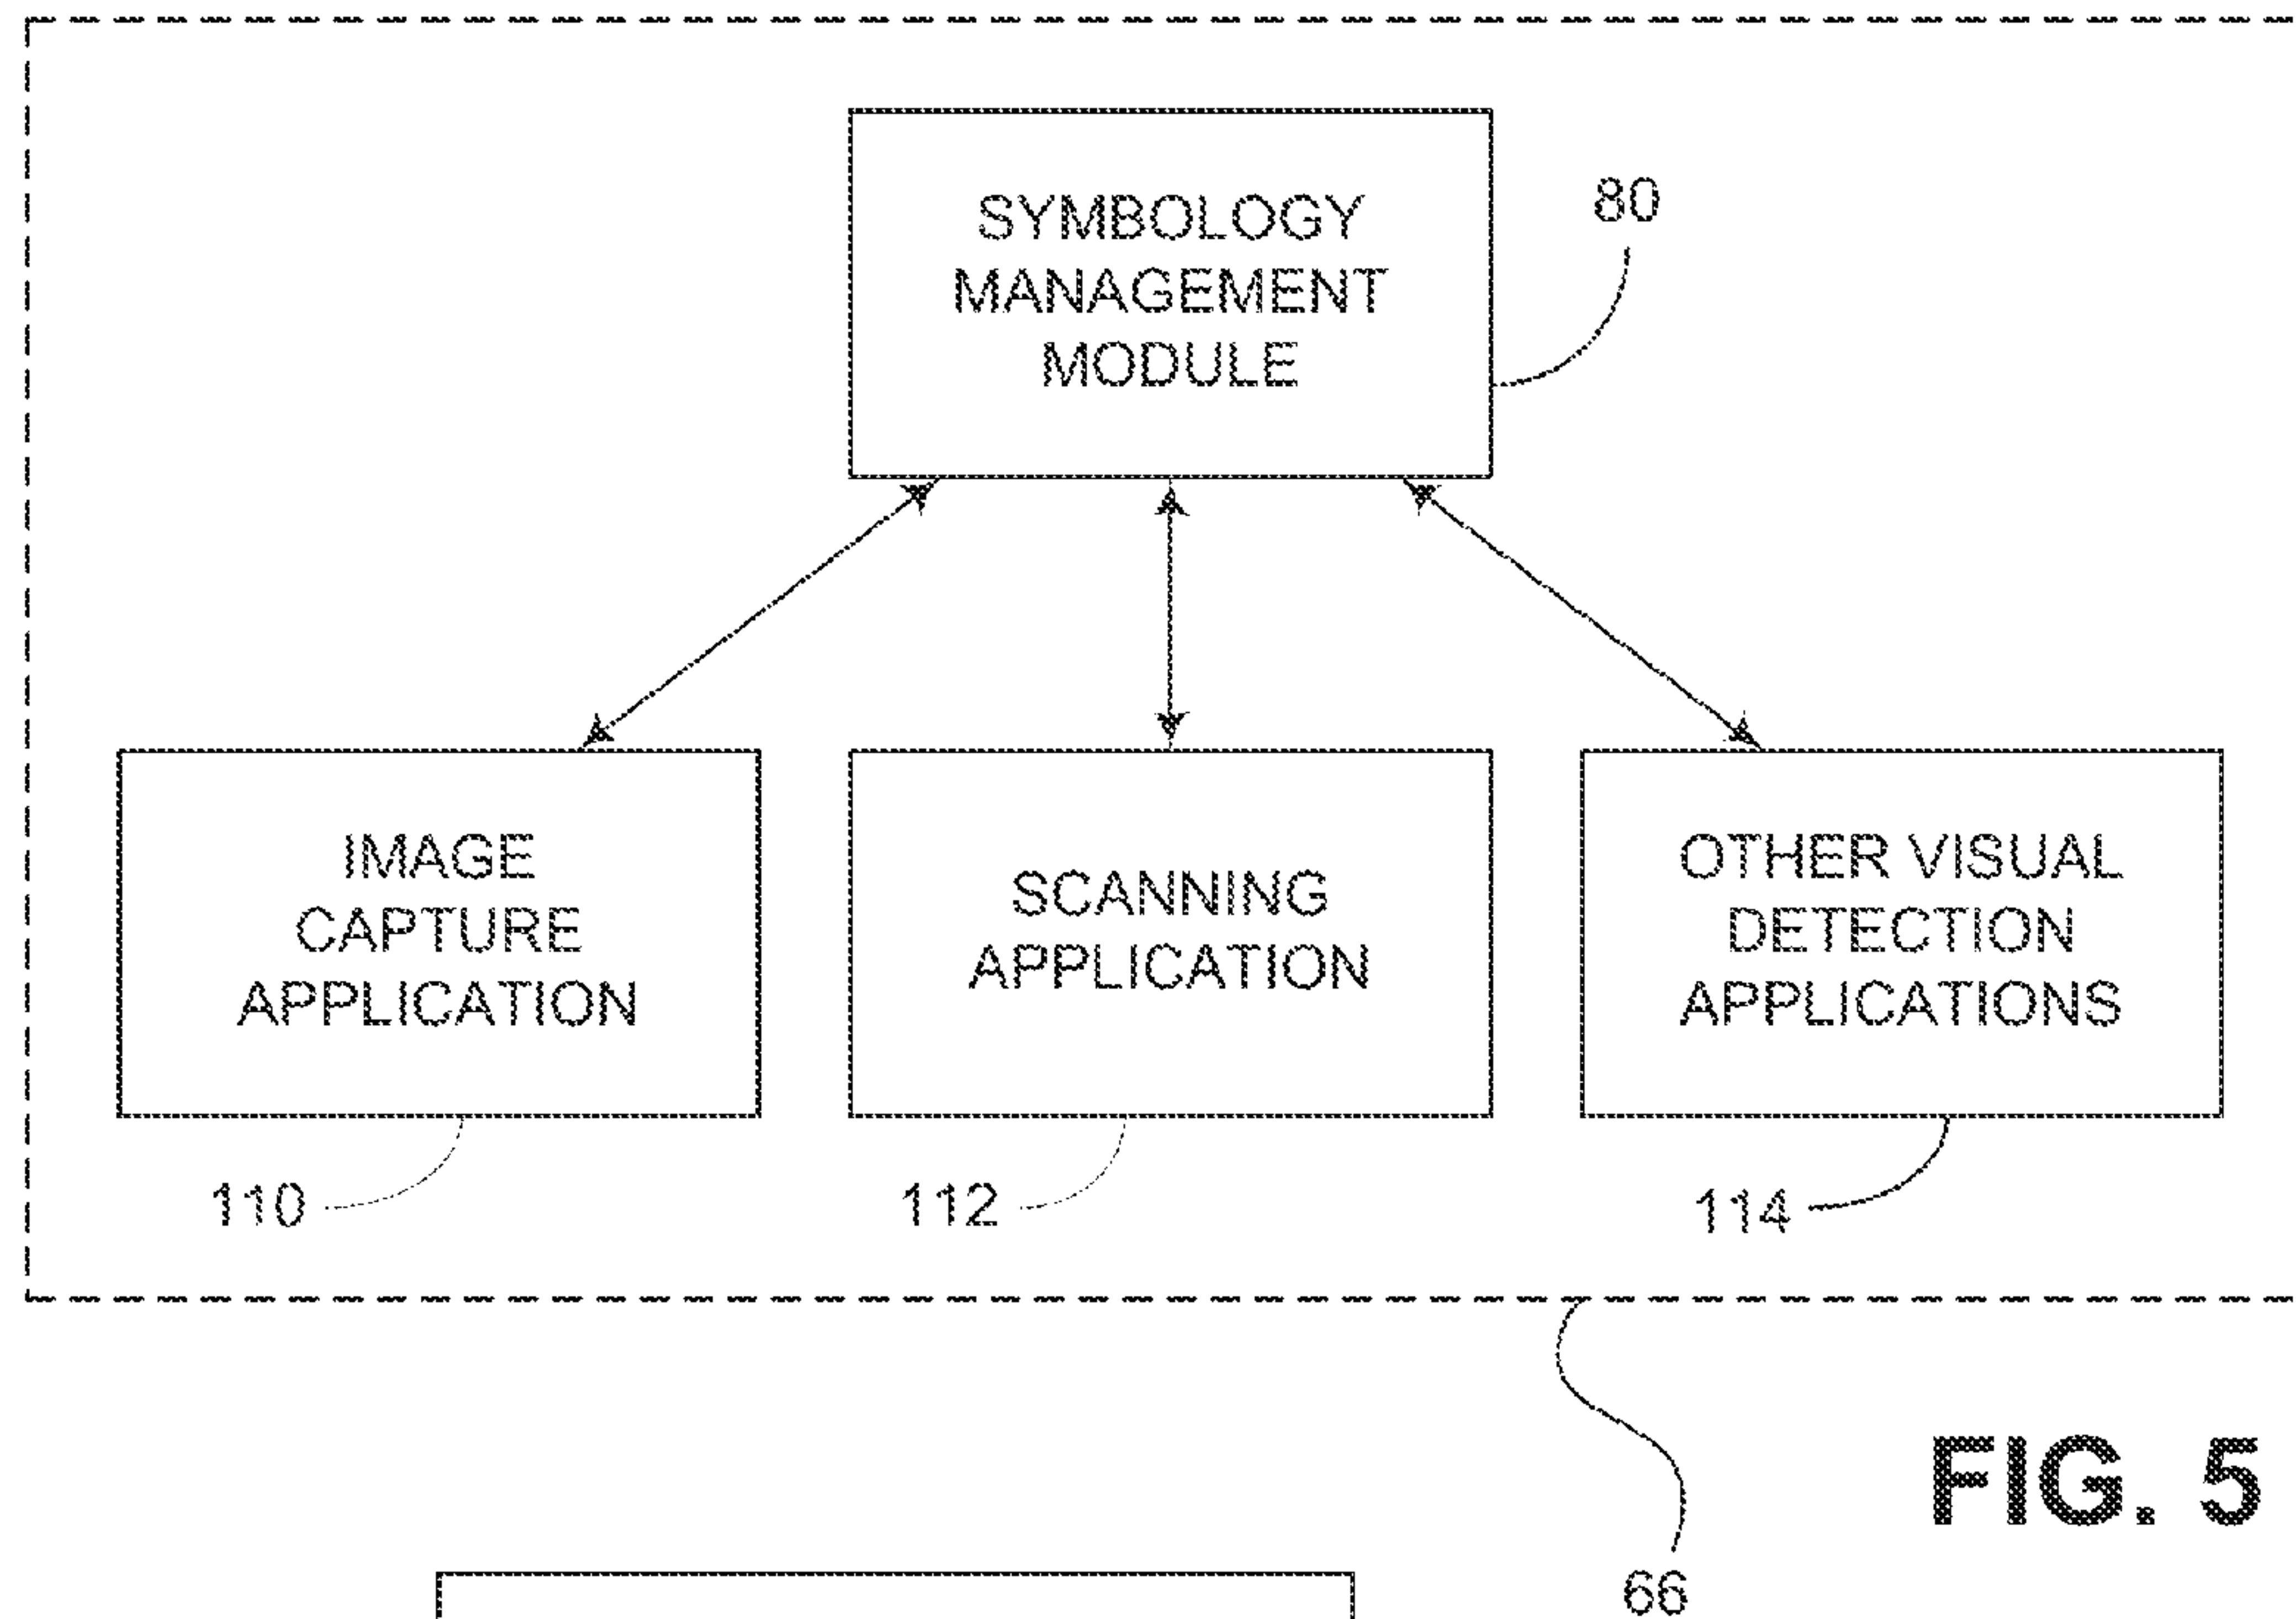 SYMBOLOGY
MANAGEMENT
MODULE
80
IMAGE
CAPTURE
APPLICATION
SCANNING
APPLICATION
OTHER VISUAL
DETECTION
APPLICATIONS
110
112
114
FIG. 5
66